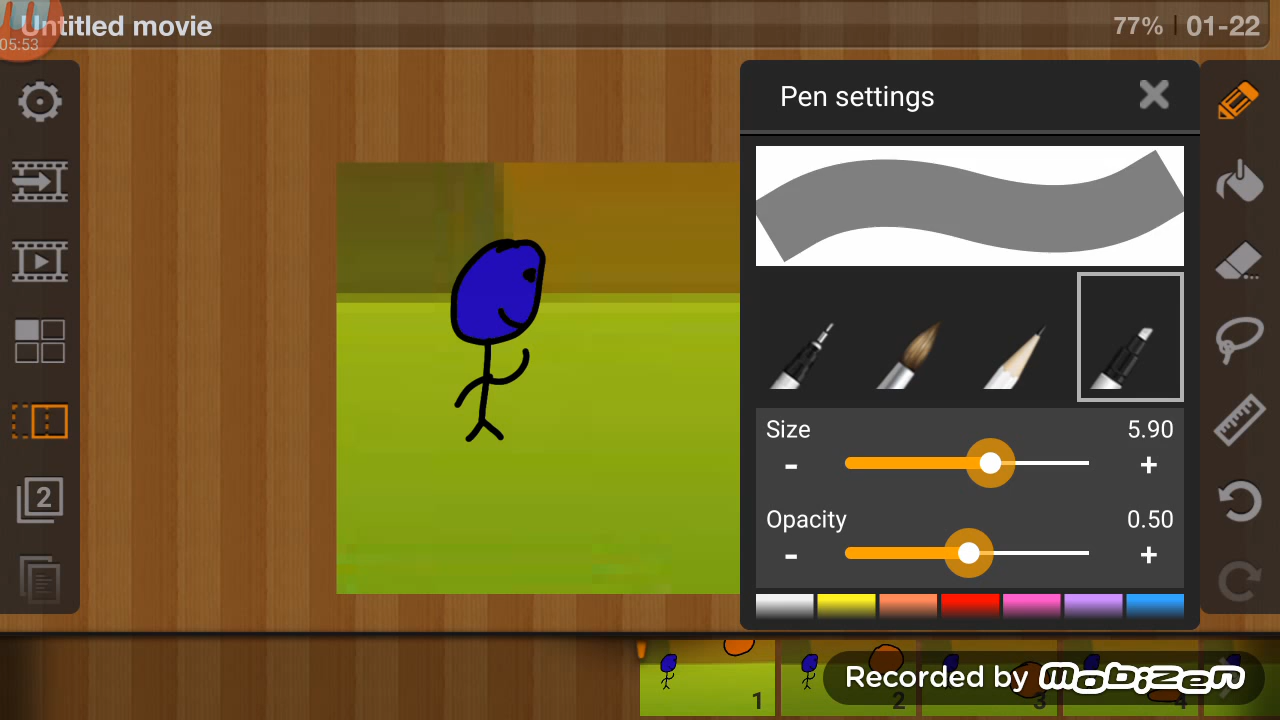 Untitled movie
77% | 01-22
05:53
Pen settings
Size 5.90
- +
Opacity 0.50
- +
2
1 2 3 4
Recorded by mobizen